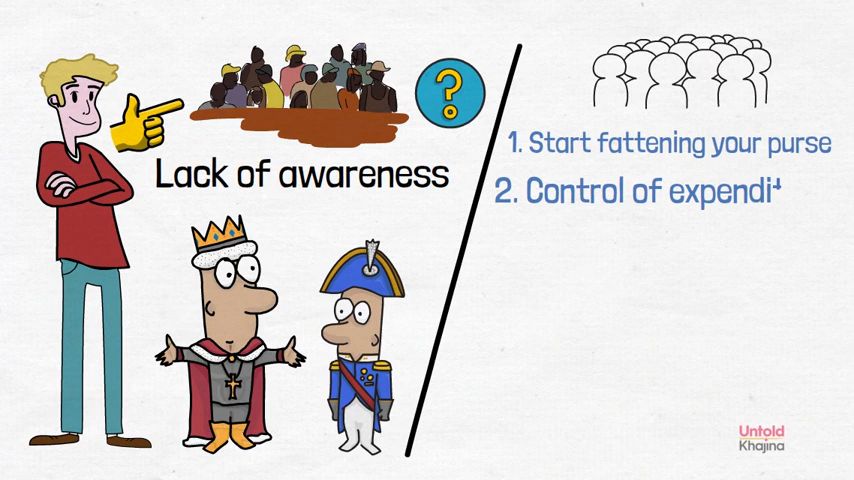 ?
Lack of awareness
1. Start fattening your purse
2. Control of expendi
Untold
Khajina